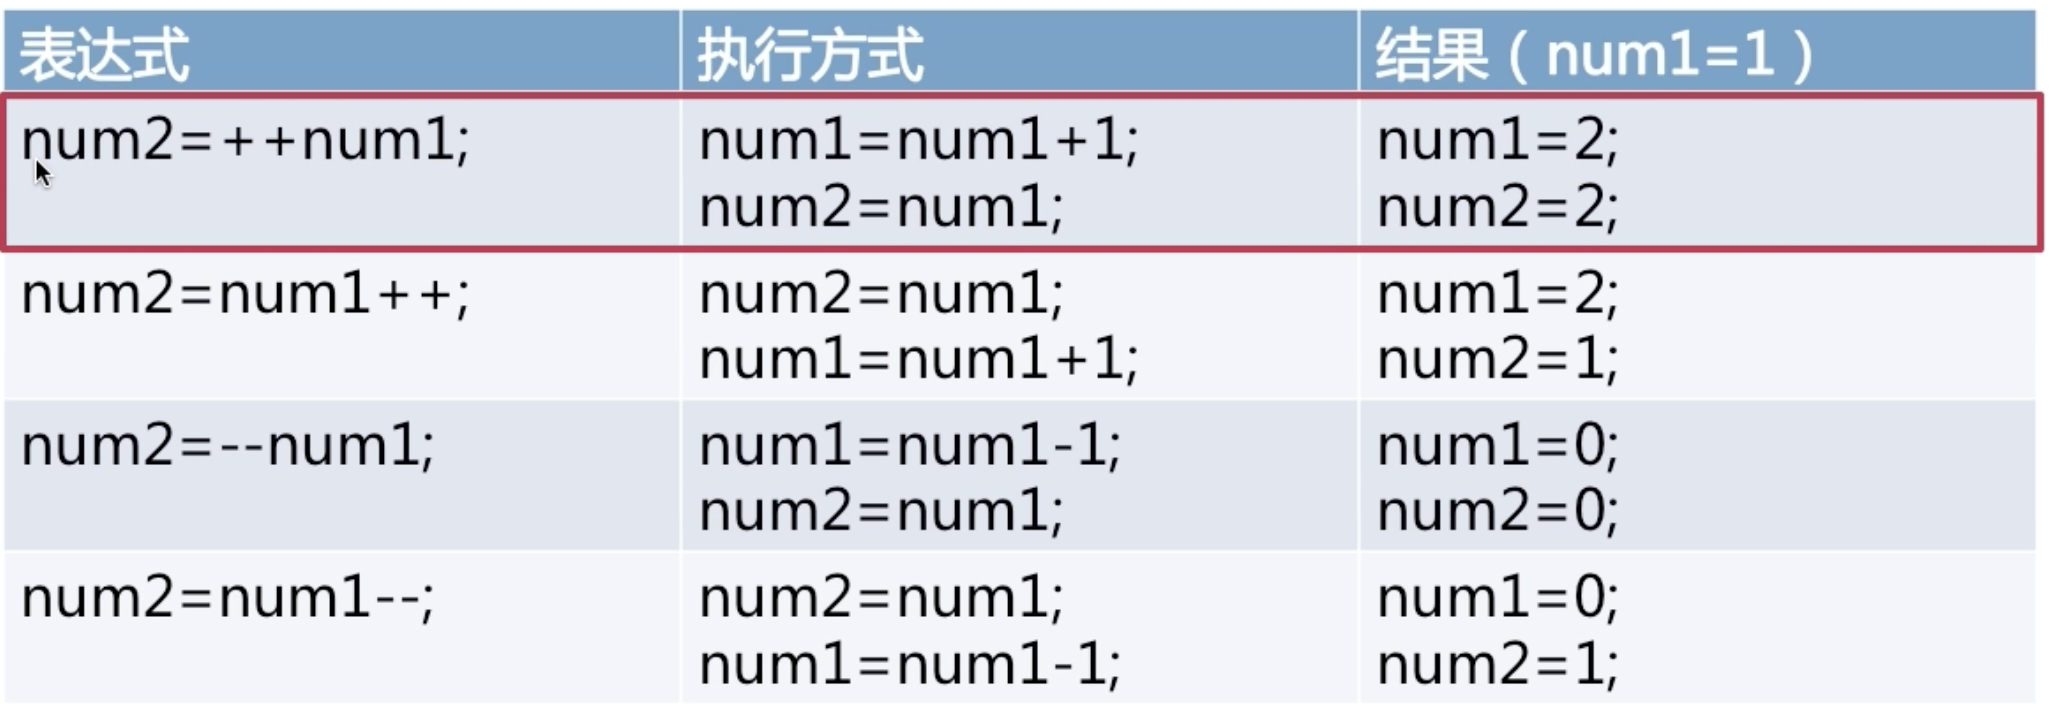 表达式 执行方式 结果（num1=1）
num2=++num1; num1=num1+1; num1=2;
num2=num1; num2=2;
num2=num1++; num2=num1; num1=2;
num1=num1+1; num2=1;
num2=--num1; num1=num1-1; num1=0;
num2=num1; num2=0;
num2=num1--; num2=num1; num1=0;
num1=num1-1; num2=1;